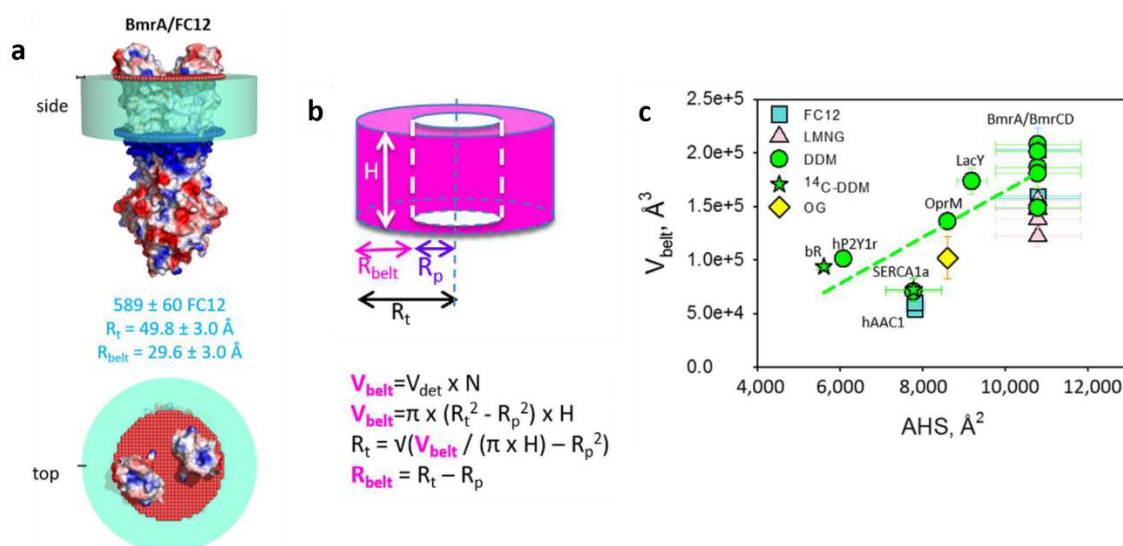 a
BmrA/FC12
side
589 ± 60 FC12
Rt = 49.8 ± 3.0 Å
Rbelt = 29.6 ± 3.0 Å
top
b
H
Rbelt
Rp
Rt
Vbelt=Vdet x N
Vbelt=π x (Rt² - Rp²) x H
Rt = √(Vbelt / (π x H) – Rp²)
Rbelt = Rt – Rp
c
2.5e+5
2.0e+5
1.5e+5
1.0e+5
5.0e+4
0.0
Vbelt, Å³
FC12
LMNG
DDM
¹⁴C-DDM
OG
BmrA/BmrCD
LacY
OprM
hP2Y1r
bR
SERCA1a
hAAC1
4,000
6,000
8,000
10,000
12,000
AHS, Å²